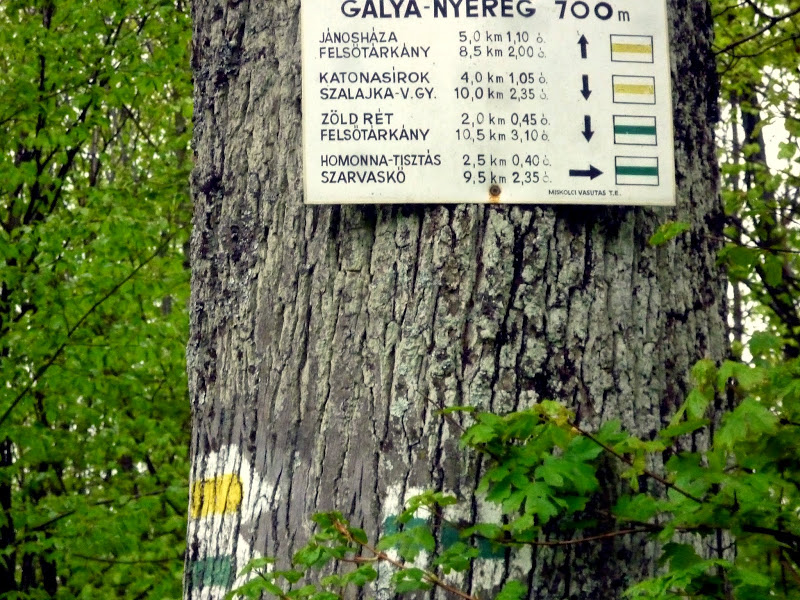 GALYA-NYEREG 700m
JÁNOSHÁZA 5,0 km 1,10 ó.
FELSŐTÁRKÁNY 8,5 km 2,00 ó.
KATONASÍROK 4,0 km 1,05 ó.
SZALAJKA-V.GY. 10,0 km 2,35 ó.
ZÖLD RÉT 2,0 km 0,45 ó.
FELSŐTÁRKÁNY 10,5 km 3,10 ó.
HOMONNA-TISZTÁS 2,5 km 0,40 ó.
SZARVASKŐ 9,5 km 2,35 ó.
MISKOLCI VASUTAS T.E.